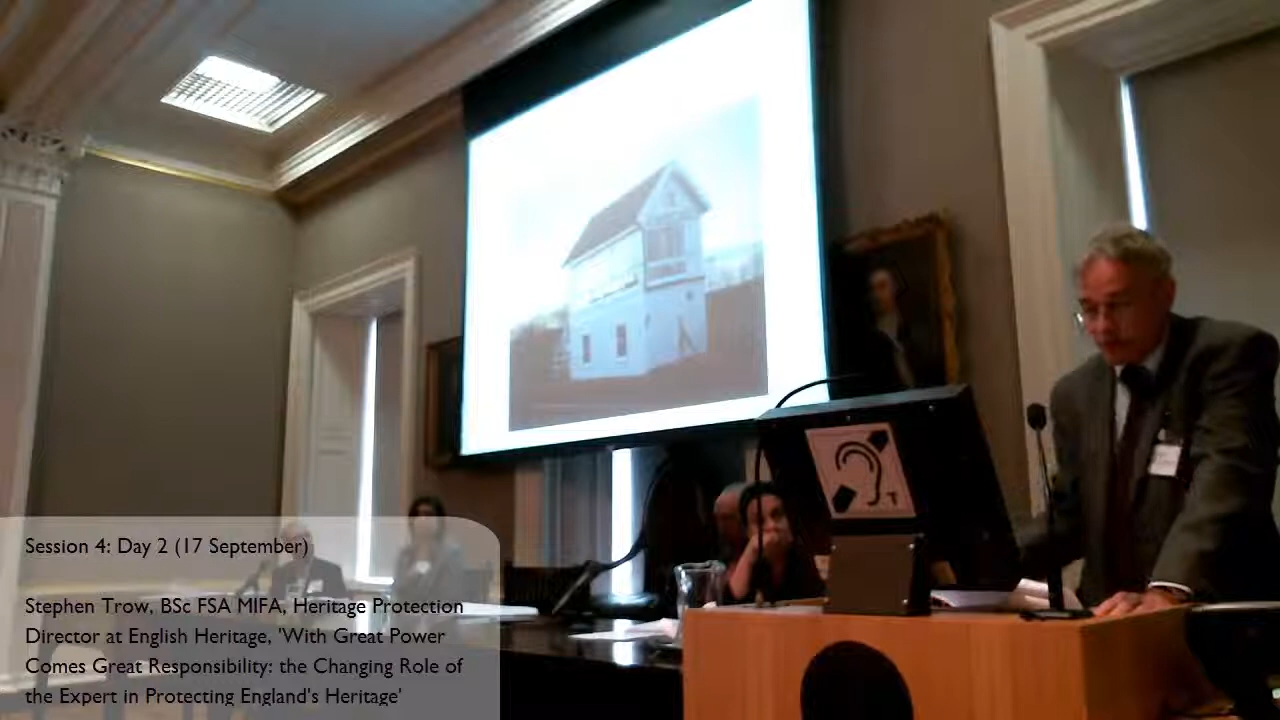 Session 4: Day 2 (17 September)
Stephen Trow, BSc FSA MIFA, Heritage Protection
Director at English Heritage, 'With Great Power
Comes Great Responsibility: the Changing Role of
the Expert in Protecting England's Heritage'
T